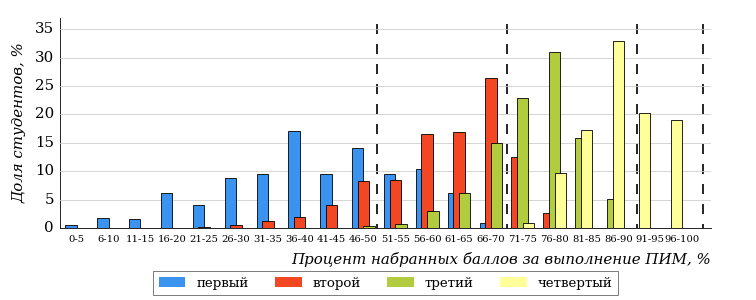 Доля студентов, %
35
30
25
20
15
10
5
0
0-5 6-10 11-15 16-20 21-25 26-30 31-35 36-40 41-45 46-50 51-55 56-60 61-65 66-70 71-75 76-80 81-85 86-90 91-95 96-100
Процент набранных баллов за выполнение ПИМ, %
первый второй третий четвертый